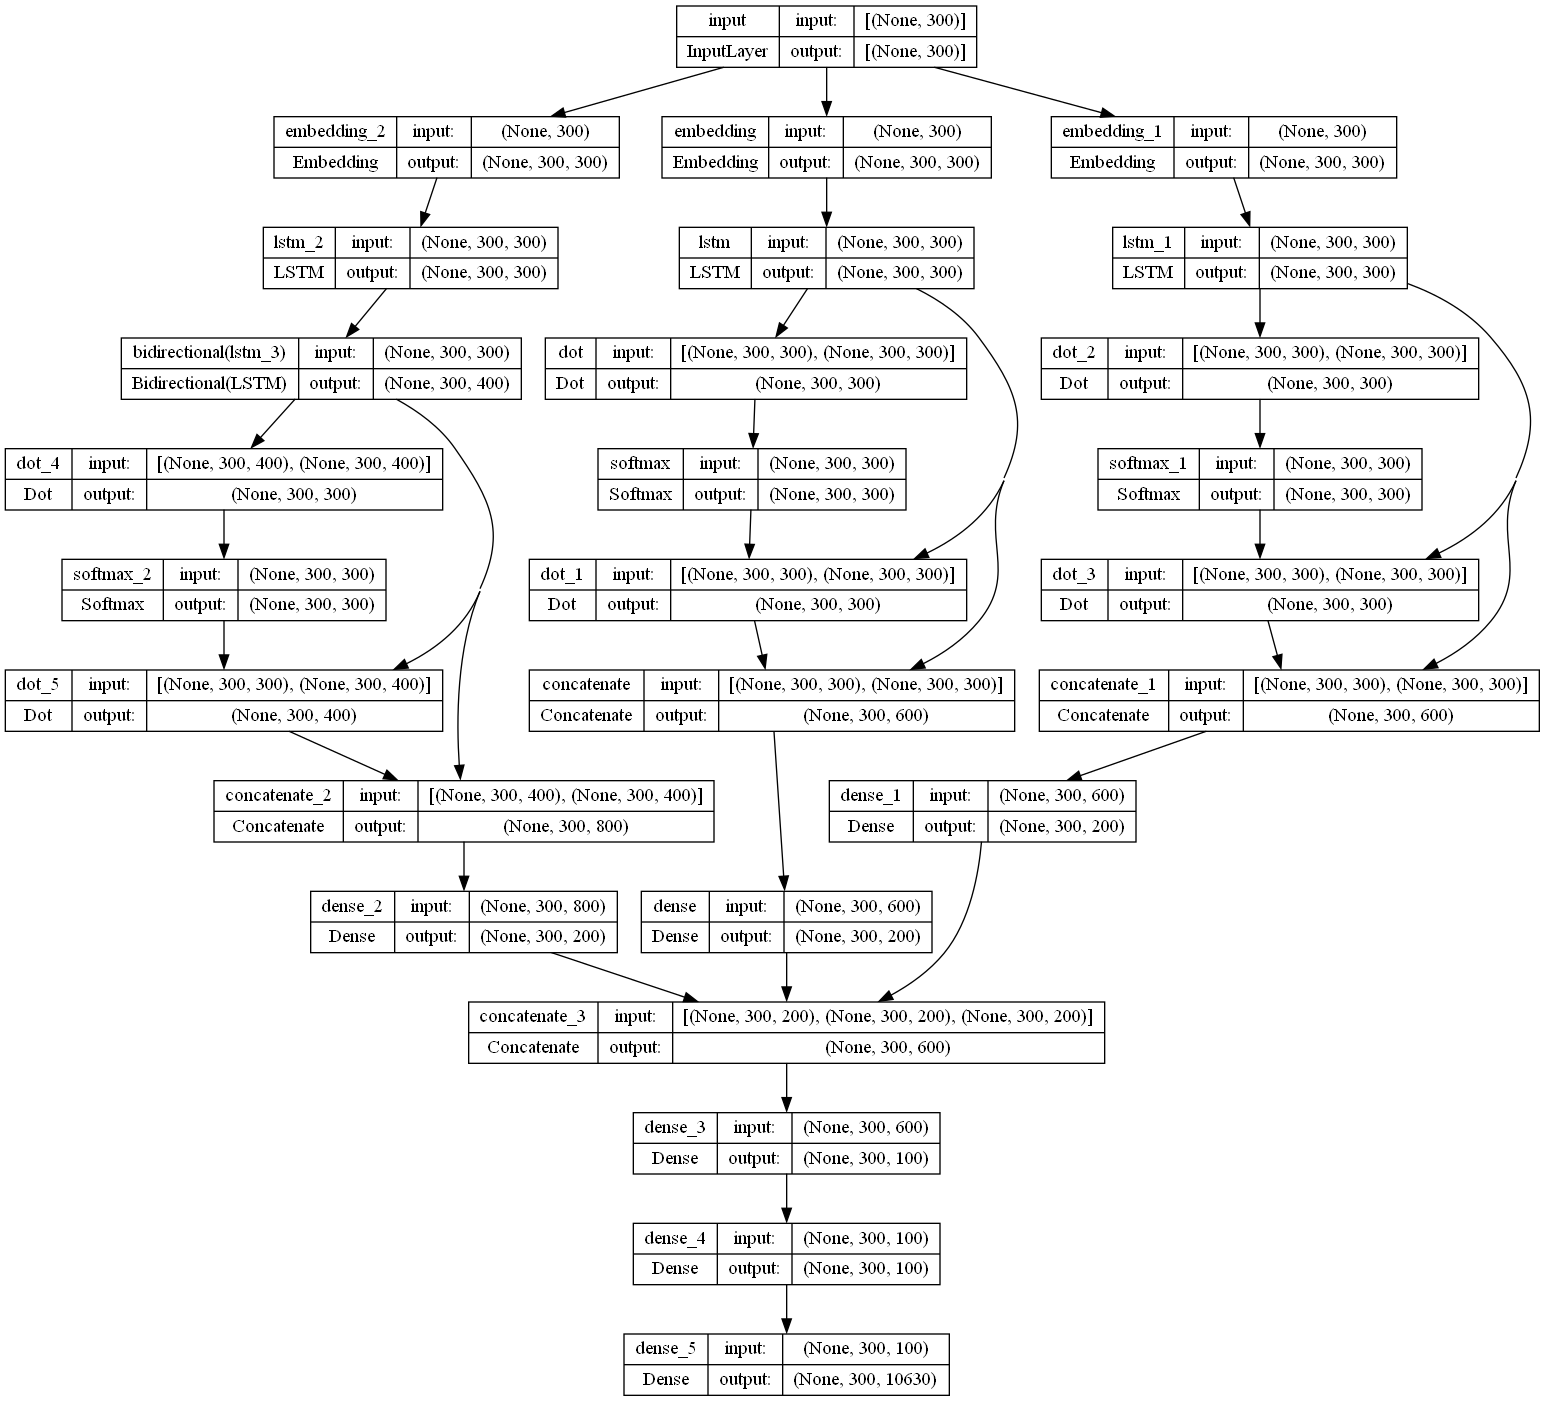 input input: [(None, 300)]
InputLayer output: [(None, 300)]
embedding_2 input: (None, 300)
Embedding output: (None, 300, 300)
embedding input: (None, 300)
Embedding output: (None, 300, 300)
embedding_1 input: (None, 300)
Embedding output: (None, 300, 300)
lstm_2 input: (None, 300, 300)
LSTM output: (None, 300, 300)
lstm input: (None, 300, 300)
LSTM output: (None, 300, 300)
lstm_1 input: (None, 300, 300)
LSTM output: (None, 300, 300)
bidirectional(lstm_3) input: (None, 300, 300)
Bidirectional(LSTM) output: (None, 300, 400)
dot input: [(None, 300, 300), (None, 300, 300)]
Dot output: (None, 300, 300)
dot_2 input: [(None, 300, 300), (None, 300, 300)]
Dot output: (None, 300, 300)
dot_4 input: [(None, 300, 400), (None, 300, 400)]
Dot output: (None, 300, 300)
softmax input: (None, 300, 300)
Softmax output: (None, 300, 300)
softmax_1 input: (None, 300, 300)
Softmax output: (None, 300, 300)
softmax_2 input: (None, 300, 300)
Softmax output: (None, 300, 300)
dot_1 input: [(None, 300, 300), (None, 300, 300)]
Dot output: (None, 300, 300)
dot_3 input: [(None, 300, 300), (None, 300, 300)]
Dot output: (None, 300, 300)
dot_5 input: [(None, 300, 300), (None, 300, 400)]
Dot output: (None, 300, 400)
concatenate input: [(None, 300, 300), (None, 300, 300)]
Concatenate output: (None, 300, 600)
concatenate_1 input: [(None, 300, 300), (None, 300, 300)]
Concatenate output: (None, 300, 600)
concatenate_2 input: [(None, 300, 400), (None, 300, 400)]
Concatenate output: (None, 300, 800)
dense_1 input: (None, 300, 600)
Dense output: (None, 300, 200)
dense_2 input: (None, 300, 800)
Dense output: (None, 300, 200)
dense input: (None, 300, 600)
Dense output: (None, 300, 200)
concatenate_3 input: [(None, 300, 200), (None, 300, 200), (None, 300, 200)]
Concatenate output: (None, 300, 600)
dense_3 input: (None, 300, 600)
Dense output: (None, 300, 100)
dense_4 input: (None, 300, 100)
Dense output: (None, 300, 100)
dense_5 input: (None, 300, 100)
Dense output: (None, 300, 10630)